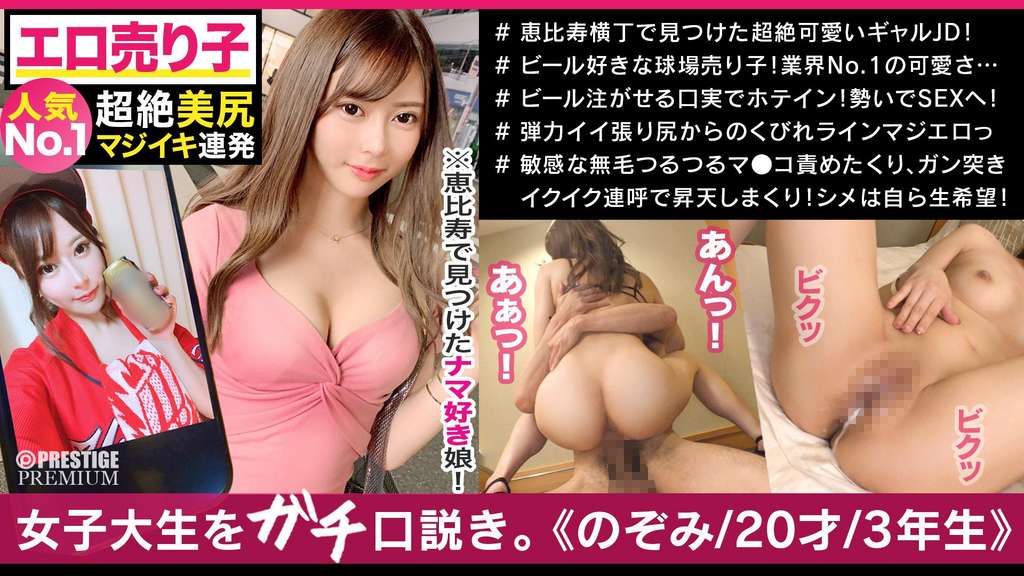 エロ売り子
人気
No.1
超絶美尻
マジイキ連発
# 恵比寿横丁で見つけた超絶可愛いギャルJD!
# ビール好きな球場売り子!業界No.1の可愛さ…
# ビール注がせる口実でホテイン!勢いでSEXへ!
# 弾力イイ張り尻からのくびれラインマジエロっ
# 敏感な無毛つるつるマ●コ責めたくり、ガン突き
イクイク連呼で昇天しまくり!シメは自ら生希望!
※恵比寿で見つけたナマ好き娘!
あぁっ!
あんっ!
ビクッ
ビクッ
PRESTIGE
PREMIUM
女子大生をガチ口説き。《のぞみ/20才/3年生》